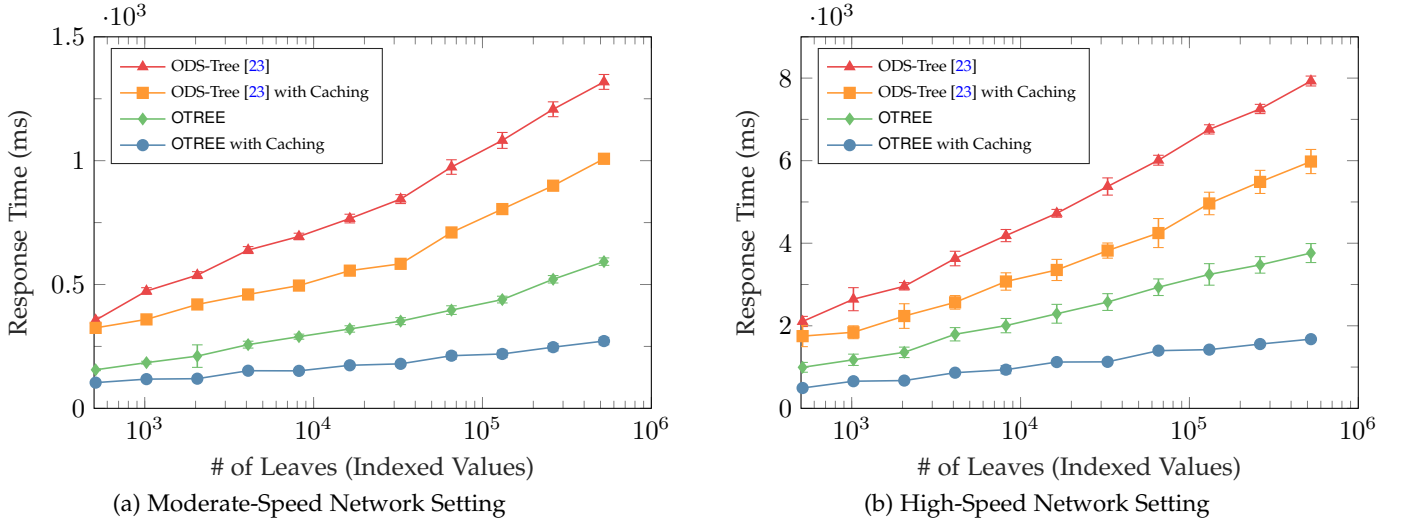 ·10³
1.5
1
0.5
0
Response Time (ms)
ODS-Tree [23]
ODS-Tree [23] with Caching
OTREE
OTREE with Caching
10³ 10⁴ 10⁵ 10⁶
# of Leaves (Indexed Values)
(a) Moderate-Speed Network Setting
·10³
8
6
4
2
0
Response Time (ms)
ODS-Tree [23]
ODS-Tree [23] with Caching
OTREE
OTREE with Caching
10³ 10⁴ 10⁵ 10⁶
# of Leaves (Indexed Values)
(b) High-Speed Network Setting